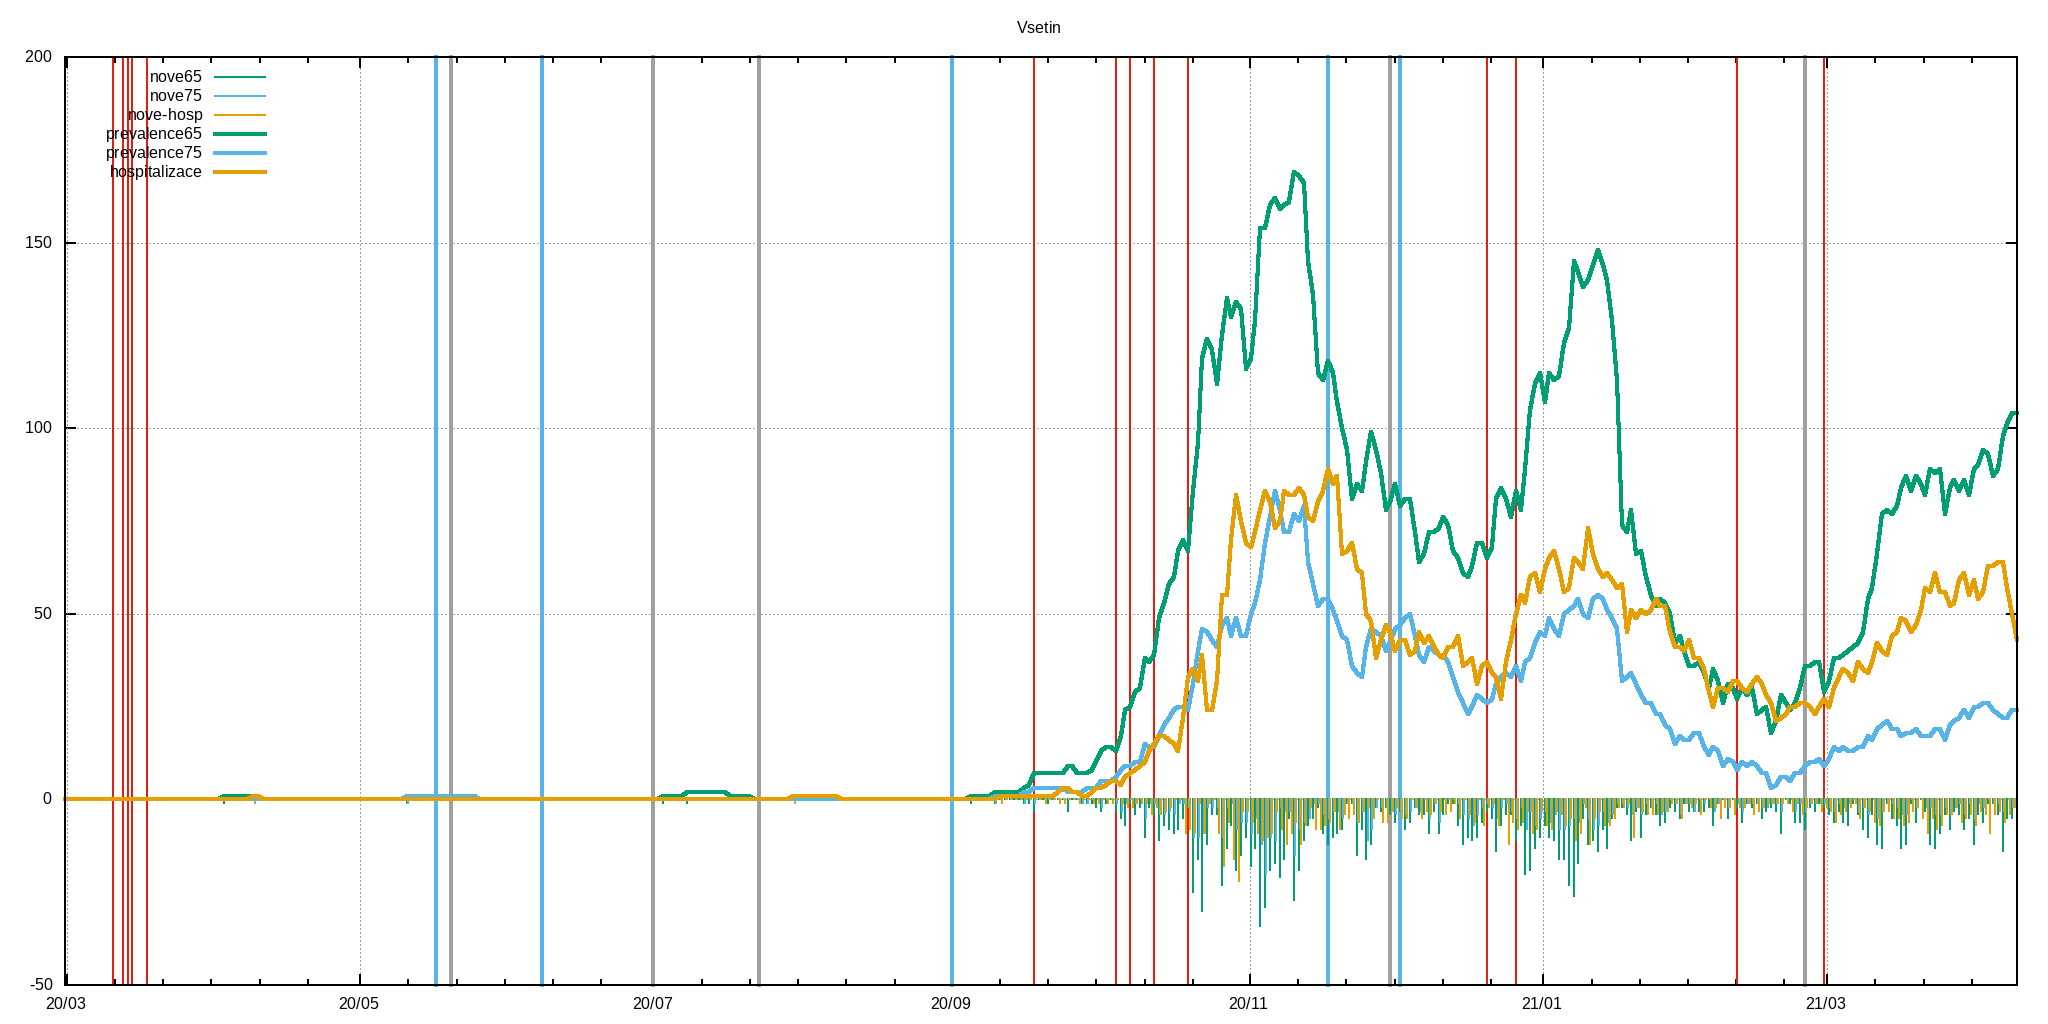 Vsetin
200
nove65
nove75
nove-hosp
prevalence65
prevalence75
hospitalizace
150
100
50
0
-50
20/03 20/05 20/07 20/09 20/11 21/01 21/03